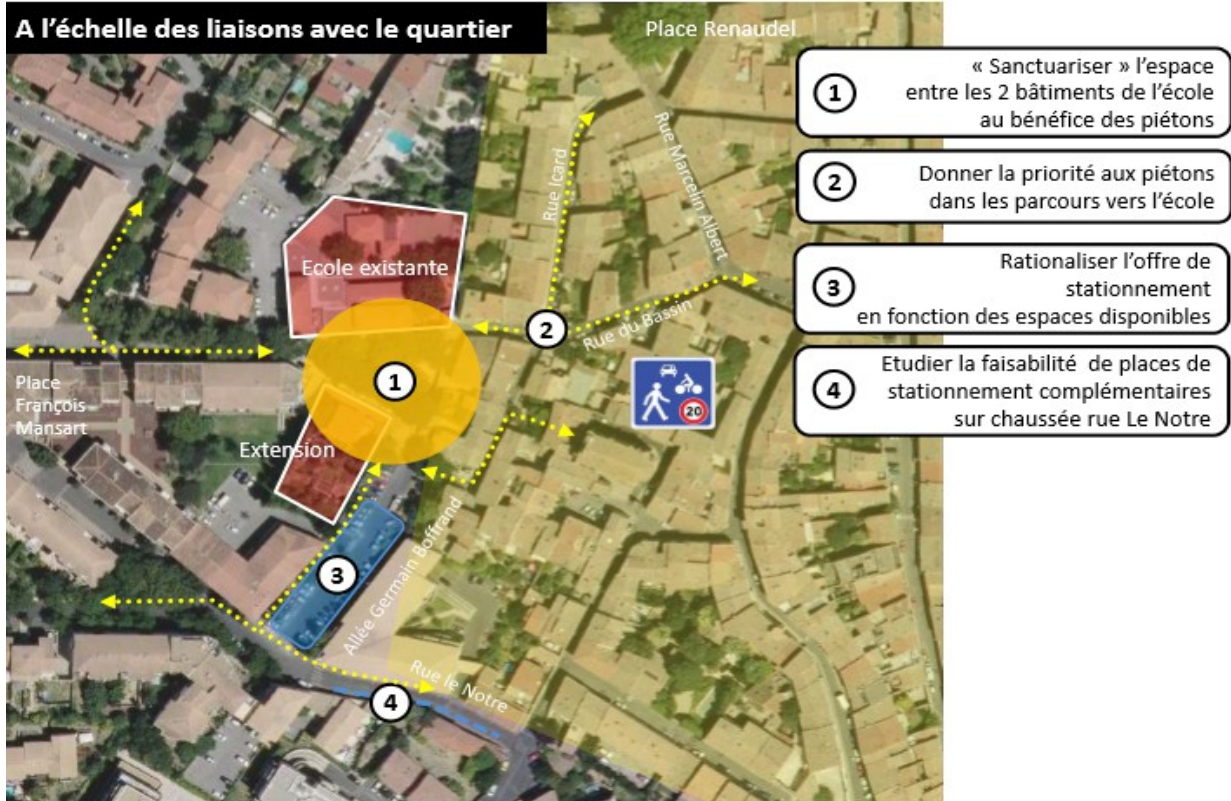 A l’échelle des liaisons avec le quartier
Place Renaudel
Rue Icard
Rue Marcelin Albert
Ecole existante
Rue du Bassin
Place
François
Mansart
Extension
Allée Germain Boffrand
Rue le Notre
1
2
3
4
20
1
« Sanctuariser » l’espace
entre les 2 bâtiments de l’école
au bénéfice des piétons
2
Donner la priorité aux piétons
dans les parcours vers l’école
3
Rationaliser l’offre de
stationnement
en fonction des espaces disponibles
4
Etudier la faisabilité de places de
stationnement complémentaires
sur chaussée rue Le Notre